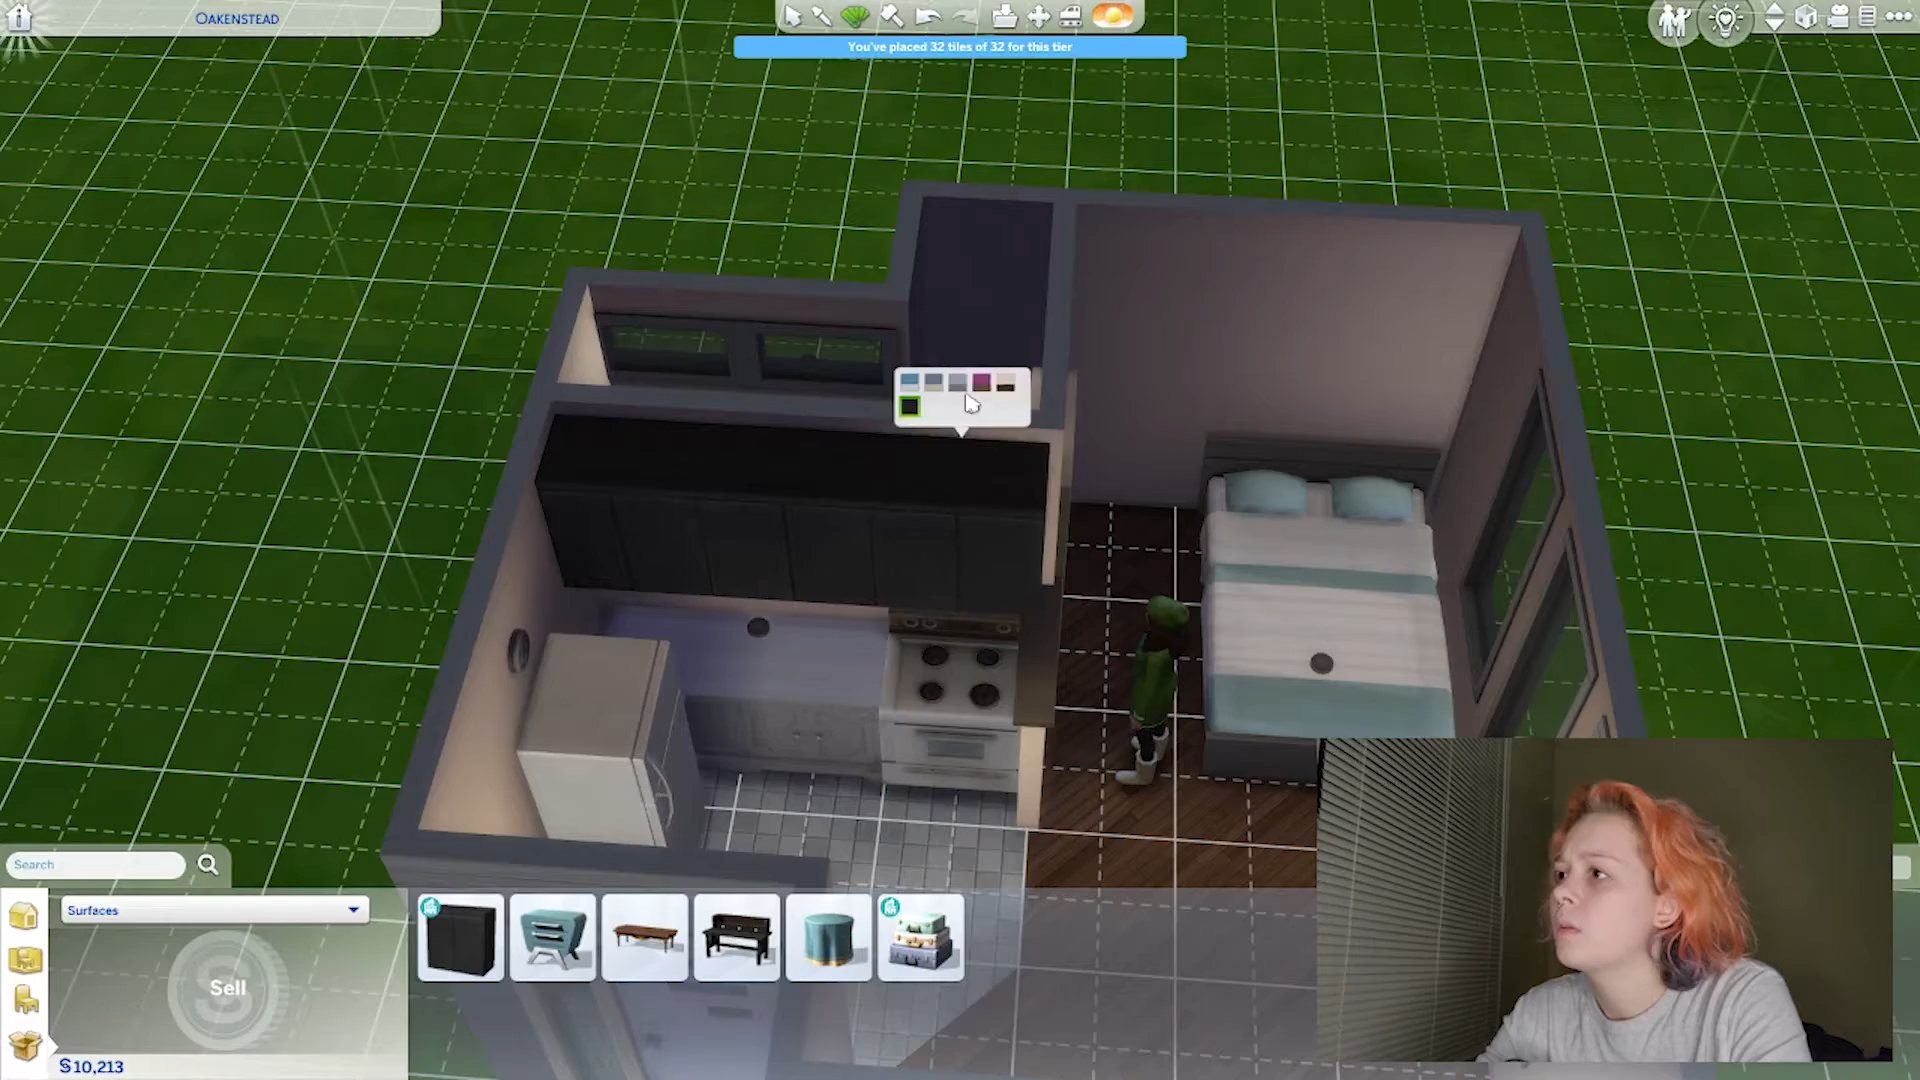 OAKENSTEAD
You've placed 32 tiles of 32 for this tier
Search
Surfaces
Sell
§10,213